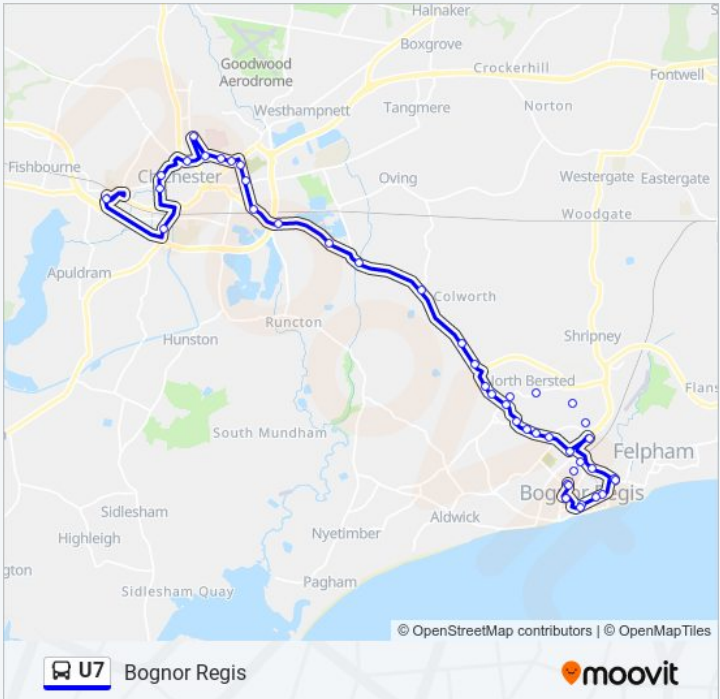 Halnaker
Boxgrove
Goodwood
Aerodrome
Crockerhill
Fontwell
Westhampnett
Tangmere
Norton
Fishbourne
Chichester
Oving
Westergate
Eastergate
Woodgate
Apuldram
Colworth
Runcton
Hunston
Shripney
North Bersted
Flans
South Mundham
Felpham
Bognor Regis
Sidlesham
Aldwick
Highleigh
Nyetimber
gton
Sidlesham Quay
Pagham
© OpenStreetMap contributors | © OpenMapTiles
U7 Bognor Regis
moovit